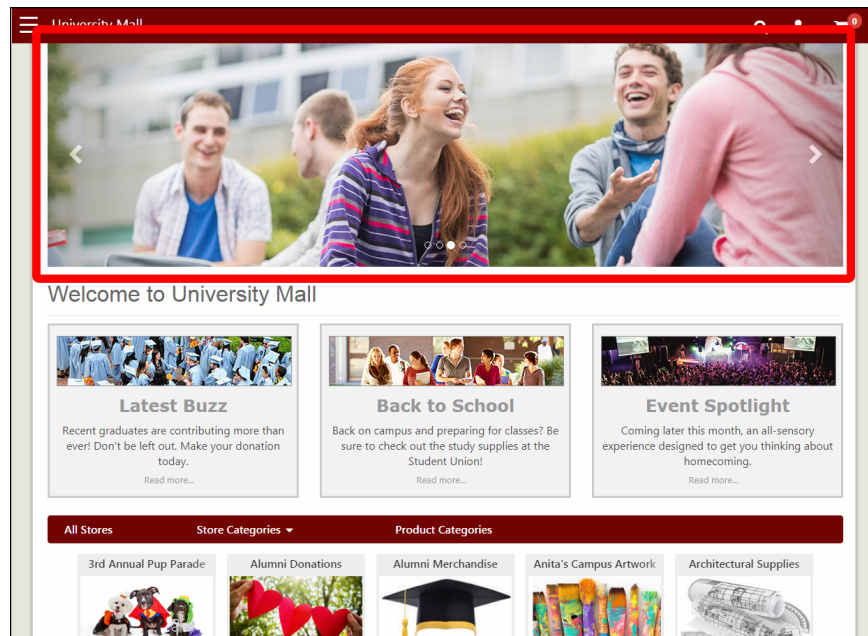 University Mall
0
Welcome to University Mall
Latest Buzz
Recent graduates are contributing more than
ever! Don't be left out. Make your donation
today.
Read more...
Back to School
Back on campus and preparing for classes? Be
sure to check out the study supplies at the
Student Union!
Read more...
Event Spotlight
Coming later this month, an all-sensory
experience designed to get you thinking about
homecoming.
Read more...
All Stores Store Categories Product Categories
3rd Annual Pup Parade
Alumni Donations
Alumni Merchandise
Anita's Campus Artwork
Architectural Supplies